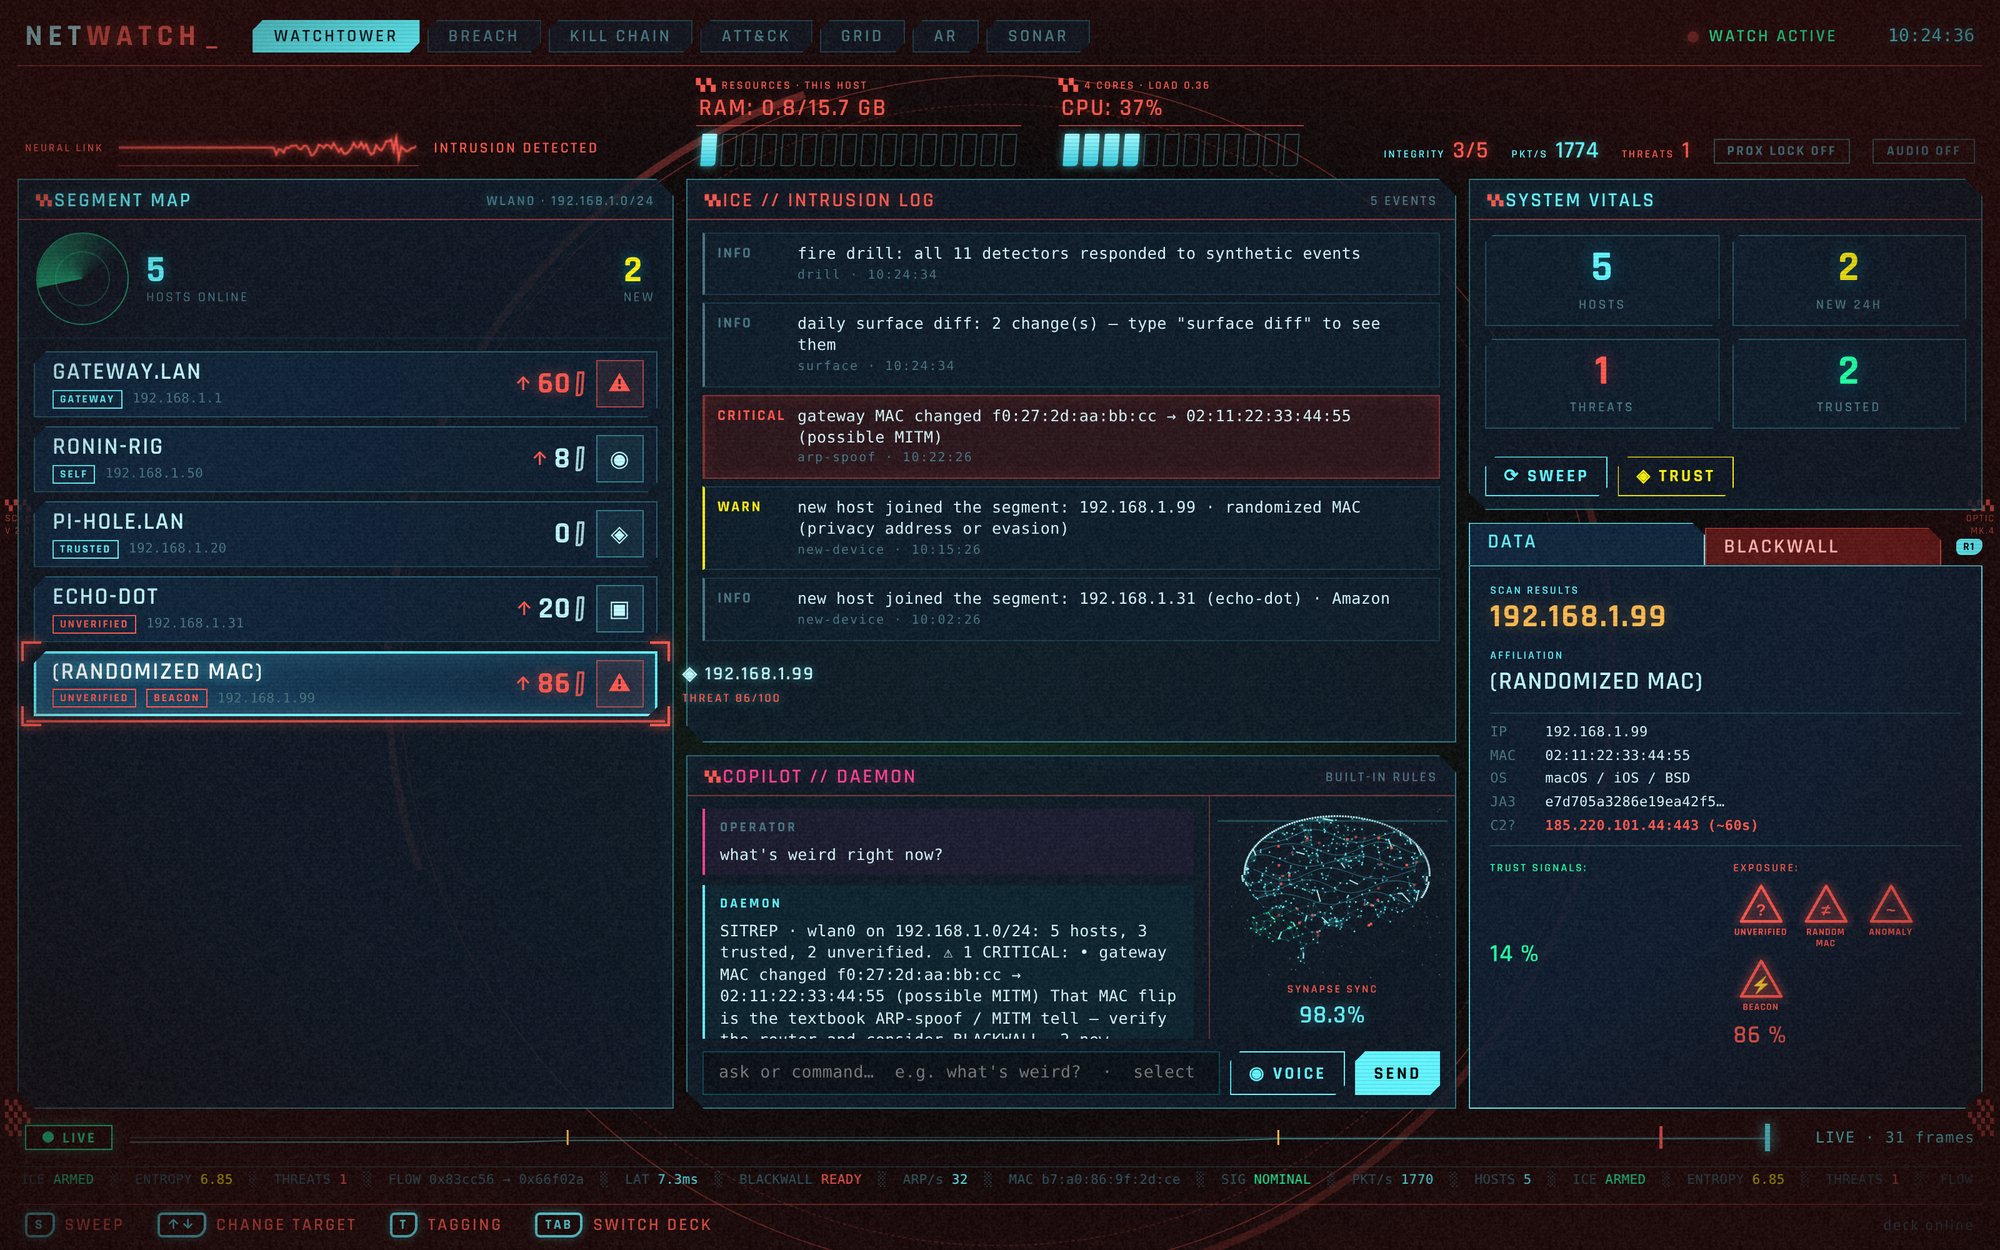 NETWATCH_
WATCHTOWER
BREACH
KILL CHAIN
ATT&CK
GRID
AR
SONAR
WATCH ACTIVE
10:24:36
RESOURCES · THIS HOST
RAM: 0.8/15.7 GB
4 CORES · LOAD 0.36
CPU: 37%
NEURAL LINK
INTRUSION DETECTED
INTEGRITY 3/5
PKT/S 1774
THREATS 1
PROX LOCK OFF
AUDIO OFF
SEGMENT MAP
WLAN0 · 192.168.1.0/24
5
HOSTS ONLINE
2
NEW
GATEWAY.LAN
GATEWAY 192.168.1.1
↑ 60
RONIN-RIG
SELF 192.168.1.50
↑ 8
PI-HOLE.LAN
TRUSTED 192.168.1.20
0
ECHO-DOT
UNVERIFIED 192.168.1.31
↑ 20
(RANDOMIZED MAC)
UNVERIFIED BEACON 192.168.1.99
↑ 86
ICE // INTRUSION LOG
5 EVENTS
INFO fire drill: all 11 detectors responded to synthetic events
drill · 10:24:34
INFO daily surface diff: 2 change(s) — type "surface diff" to see
them
surface · 10:24:34
CRITICAL gateway MAC changed f0:27:2d:aa:bb:cc → 02:11:22:33:44:55
(possible MITM)
arp-spoof · 10:22:26
WARN new host joined the segment: 192.168.1.99 · randomized MAC
(privacy address or evasion)
new-device · 10:15:26
INFO new host joined the segment: 192.168.1.31 (echo-dot) · Amazon
new-device · 10:02:26
◈ 192.168.1.99
THREAT 86/100
COPILOT // DAEMON
BUILT-IN RULES
OPERATOR
what's weird right now?
DAEMON
SITREP · wlan0 on 192.168.1.0/24: 5 hosts, 3
trusted, 2 unverified. ⚠ 1 CRITICAL: • gateway
MAC changed f0:27:2d:aa:bb:cc →
02:11:22:33:44:55 (possible MITM) That MAC flip
is the textbook ARP-spoof / MITM tell — verify
the router and consider BLACKWALL. 2 new
SYNAPSE SYNC
98.3%
ask or command… e.g. what's weird? · select
VOICE
SEND
SYSTEM VITALS
5
HOSTS
2
NEW 24H
1
THREATS
2
TRUSTED
⟳ SWEEP
◈ TRUST
OPTIC
MK.4
DATA
BLACKWALL
R1
SCAN RESULTS
192.168.1.99
AFFILIATION
(RANDOMIZED MAC)
IP 192.168.1.99
MAC 02:11:22:33:44:55
OS macOS / iOS / BSD
JA3 e7d705a3286e19ea42f5…
C2? 185.220.101.44:443 (~60s)
TRUST SIGNALS:
14 %
EXPOSURE:
UNVERIFIED
RANDOM
MAC
ANOMALY
BEACON
86 %
LIVE
LIVE · 31 frames
ICE ARMED ENTROPY 6.85 THREATS 1 FLOW 0x83cc56 → 0x66f02a LAT 7.3ms BLACKWALL READY ARP/s 32 MAC b7:a0:86:9f:2d:ce SIG NOMINAL PKT/s 1770 HOSTS 5 ICE ARMED ENTROPY 6.85 THREATS 1 FLOW
S SWEEP
↑↓ CHANGE TARGET
T TAGGING
TAB SWITCH DECK
deck online